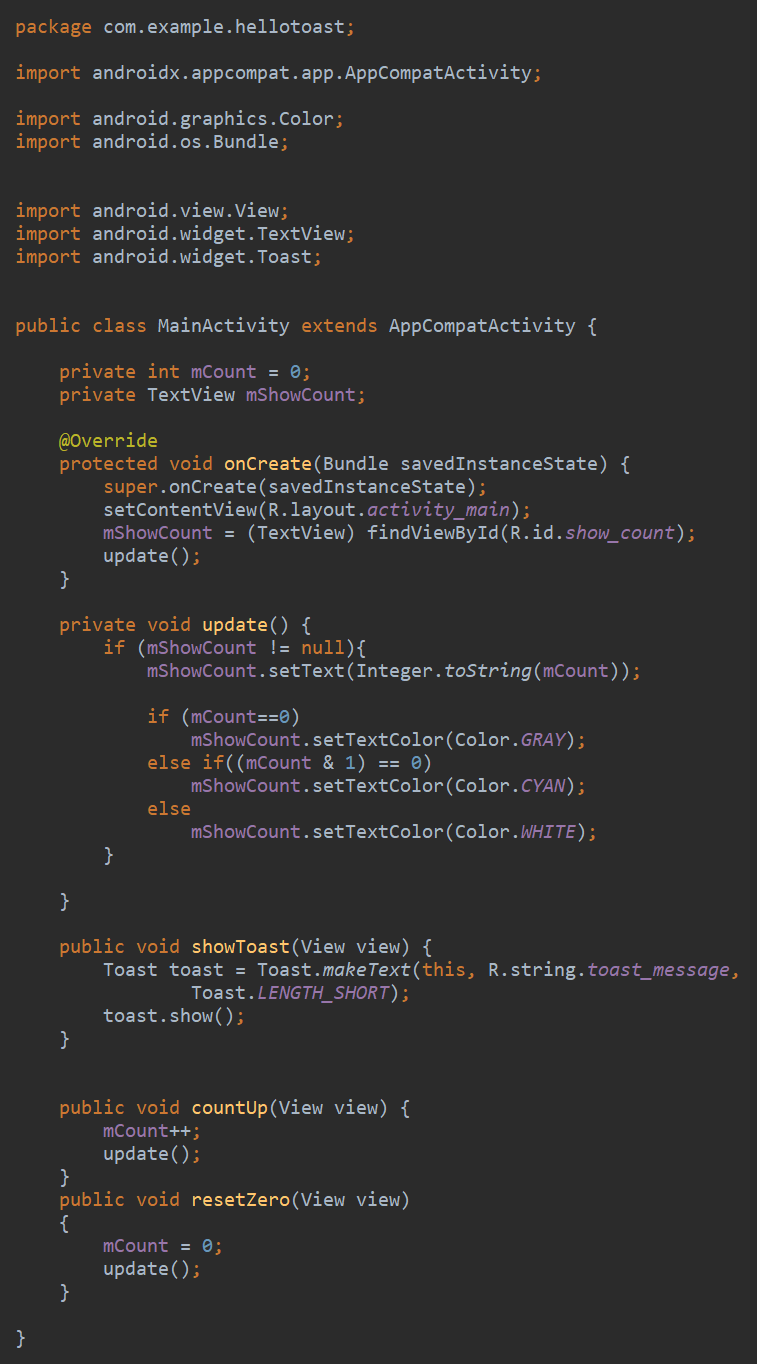 package com.example.hellotoast;
import androidx.appcompat.app.AppCompatActivity;
import android.graphics.Color;
import android.os.Bundle;
import android.view.View;
import android.widget.TextView;
import android.widget.Toast;
public class MainActivity extends AppCompatActivity {
    private int mCount = 0;
    private TextView mShowCount;
    @Override
    protected void onCreate(Bundle savedInstanceState) {
        super.onCreate(savedInstanceState);
        setContentView(R.layout.activity_main);
        mShowCount = (TextView) findViewById(R.id.show_count);
        update();
    }
    private void update() {
        if (mShowCount != null){
            mShowCount.setText(Integer.toString(mCount));
            if (mCount==0)
                mShowCount.setTextColor(Color.GRAY);
            else if((mCount & 1) == 0)
                mShowCount.setTextColor(Color.CYAN);
            else
                mShowCount.setTextColor(Color.WHITE);
        }
    }
    public void showToast(View view) {
        Toast toast = Toast.makeText(this, R.string.toast_message,
                Toast.LENGTH_SHORT);
        toast.show();
    }
    public void countUp(View view) {
        mCount++;
        update();
    }
    public void resetZero(View view)
    {
        mCount = 0;
        update();
    }
}